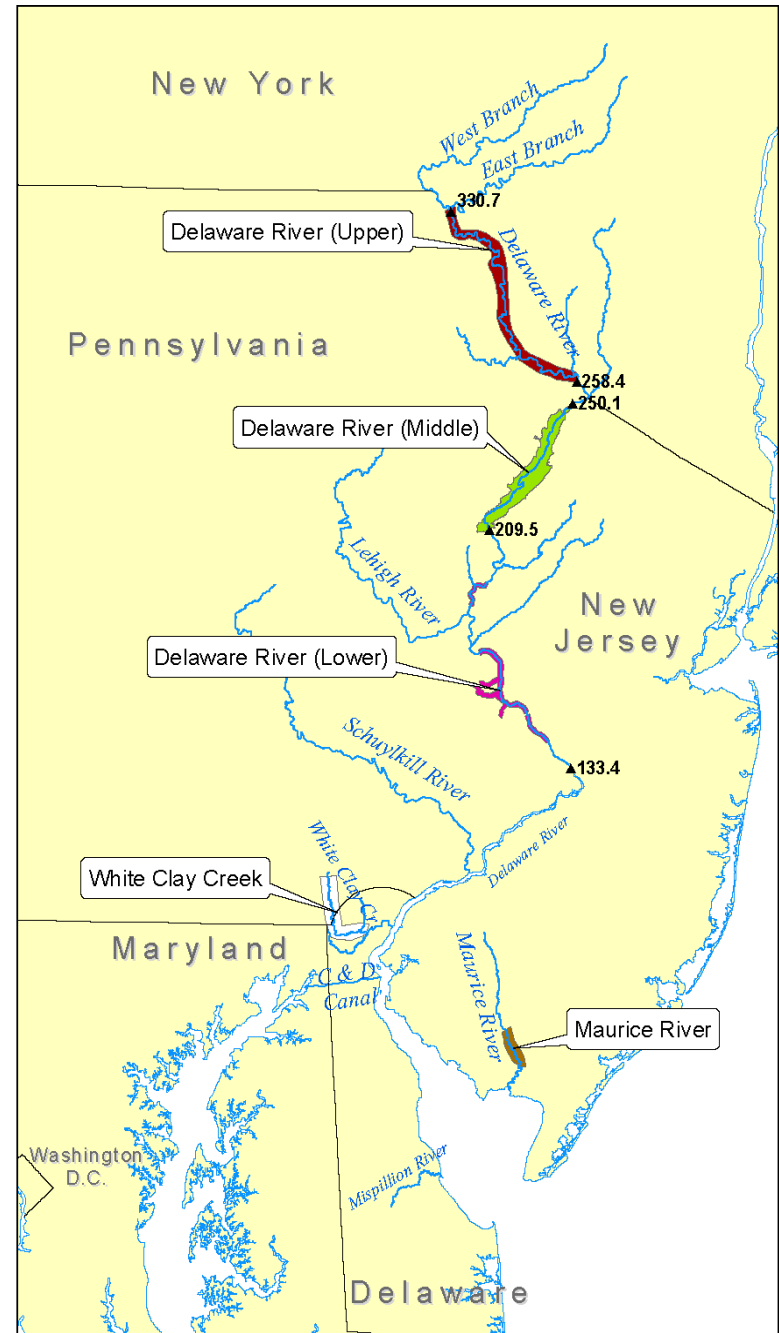 New York
West Branch
East Branch
330.7
Delaware River (Upper)
Delaware River
Pennsylvania
258.4
250.1
Delaware River (Middle)
209.5
Lehigh River
New
Jersey
Delaware River (Lower)
Schuylkill River
133.4
White Clay Cr.
Delaware River
White Clay Creek
Maryland
C & D
Canal
Maurice River
Maurice River
Washington
D.C.
Mispillion River
Delaware